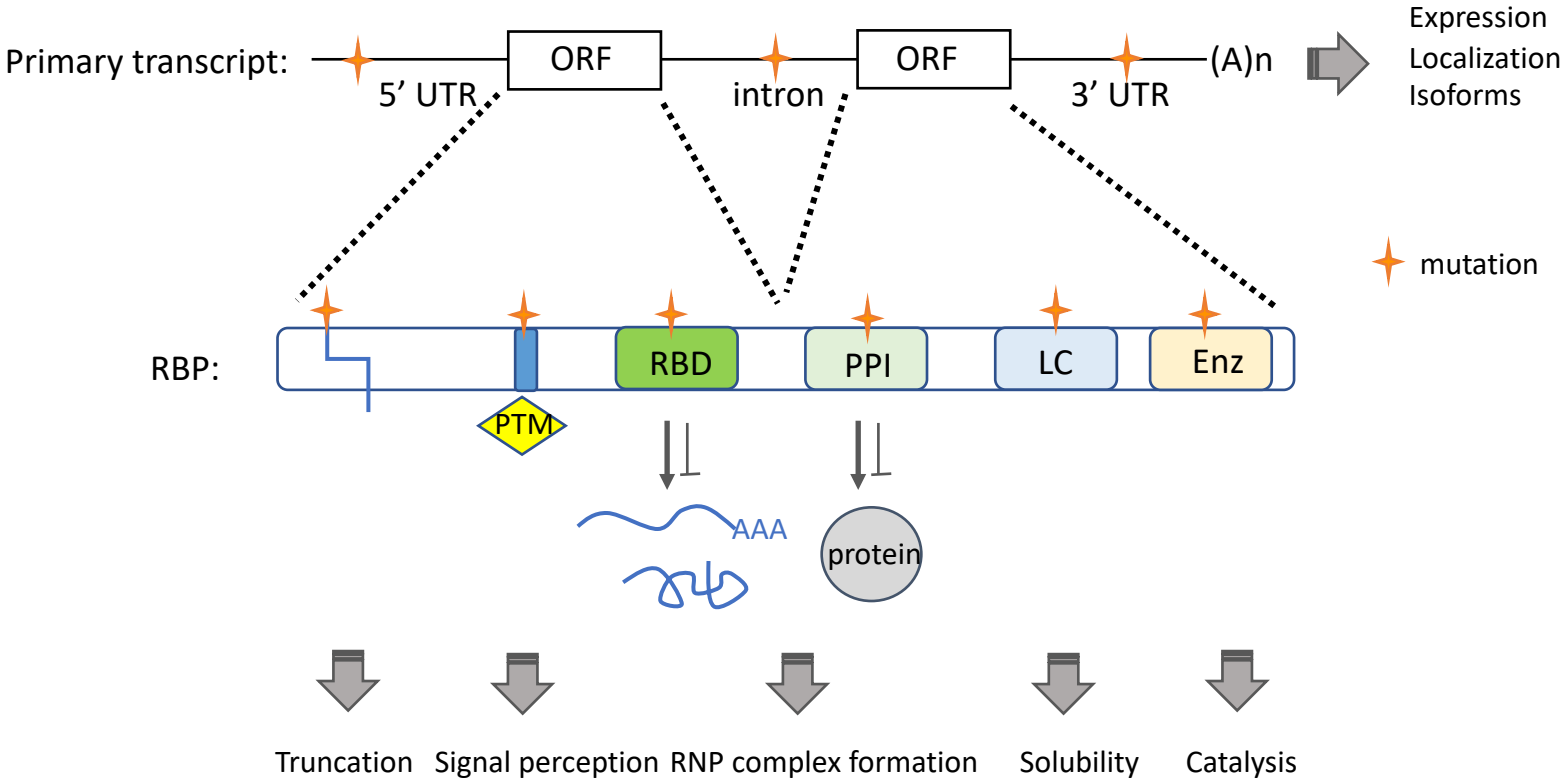 Primary transcript:
ORF
ORF
(A)n
5' UTR
intron
3' UTR
Expression
Localization
Isoforms
mutation
RBP:
RBD
PPI
LC
Enz
PTM
AAA
protein
Truncation
Signal perception
RNP complex formation
Solubility
Catalysis